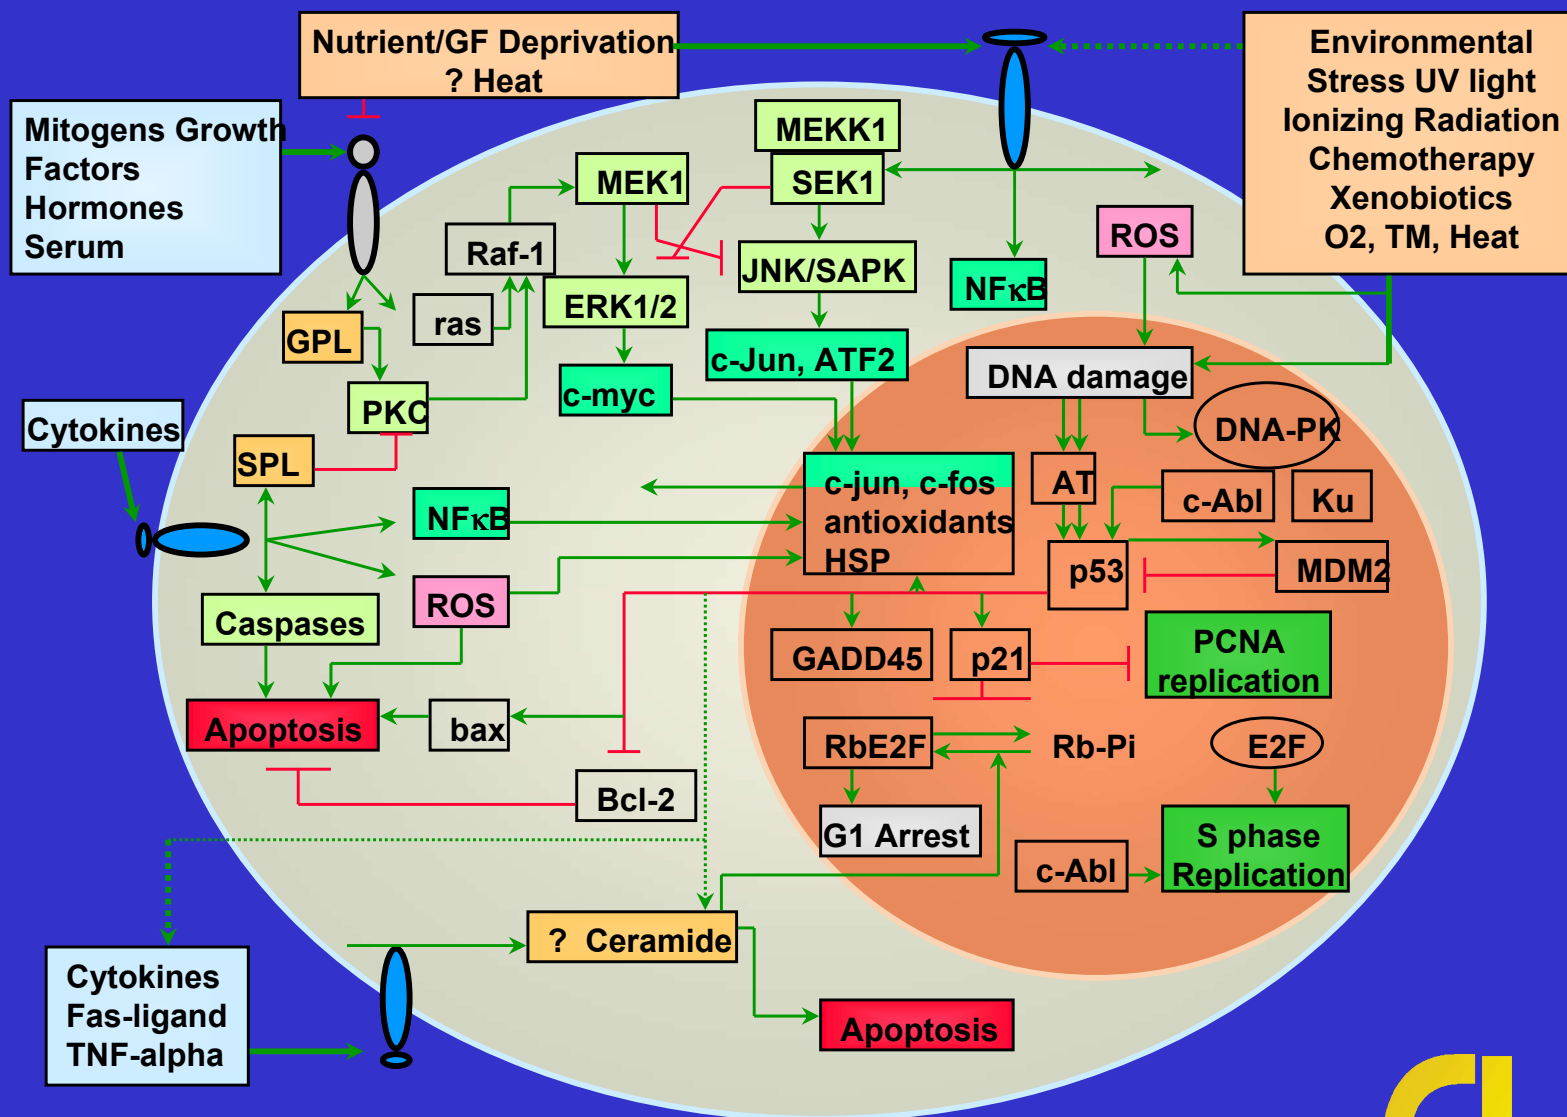 Nutrient/GF Deprivation
? Heat
Environmental
Stress UV light
Ionizing Radiation
Chemotherapy
Xenobiotics
O2, TM, Heat
Mitogens Growth
Factors
Hormones
Serum
MEKK1
SEK1
MEK1
Raf-1
ROS
JNK/SAPK
NFκB
ERK1/2
ras
GPL
c-Jun, ATF2
DNA damage
c-myc
PKC
DNA-PK
Cytokines
SPL
AT
c-Abl
Ku
c-jun, c-fos
antioxidants
HSP
NFκB
p53
MDM2
ROS
Caspases
GADD45
p21
PCNA
replication
Apoptosis
bax
RbE2F
Rb-Pi
E2F
Bcl-2
G1 Arrest
S phase
Replication
c-Abl
? Ceramide
Cytokines
Fas-ligand
TNF-alpha
Apoptosis